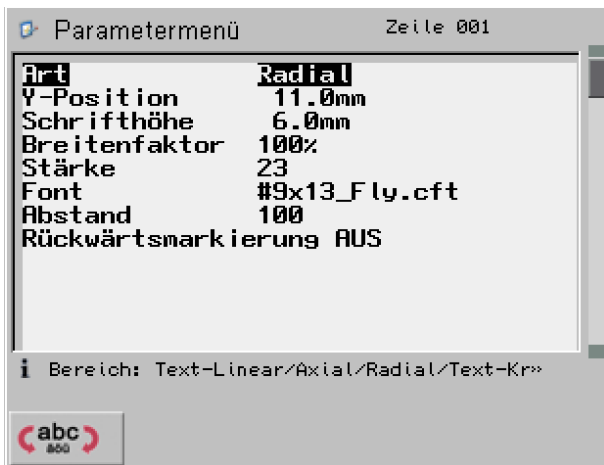 Parametermenü Zeile 001
Art Radial
Y-Position 11.0mm
Schrifthöhe 6.0mm
Breitenfaktor 100%
Stärke 23
Font #9x13_Fly.cft
Abstand 100
Rückwärtsmarkierung AUS
i Bereich: Text-Linear/Axial/Radial/Text-Kr»
abc